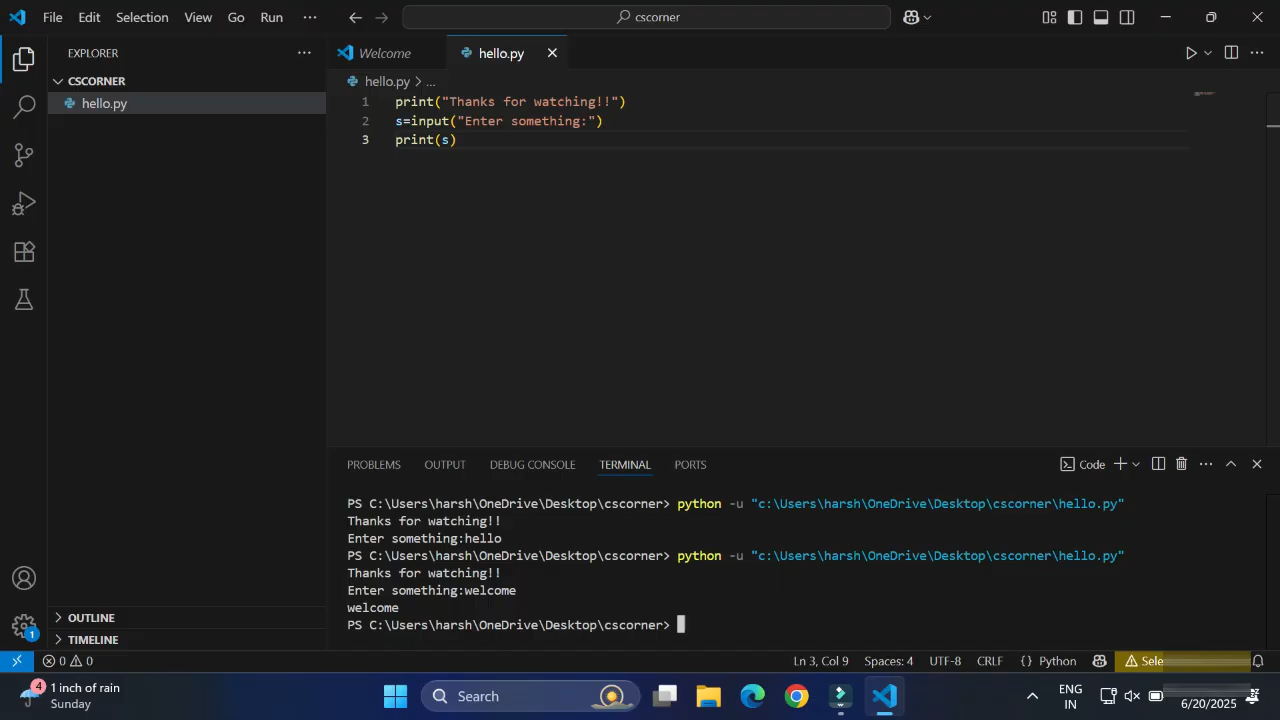 File Edit Selection View Go Run ... cscorner
EXPLORER ...
Welcome hello.py
CSCORNER
hello.py
hello.py > ...
1 print("Thanks for watching!!")
2 s=input("Enter something:")
3 print(s)
PROBLEMS OUTPUT DEBUG CONSOLE TERMINAL PORTS Code
PS C:\Users\harsh\OneDrive\Desktop\cscorner> python -u "c:\Users\harsh\OneDrive\Desktop\cscorner\hello.py"
Thanks for watching!!
Enter something:hello
PS C:\Users\harsh\OneDrive\Desktop\cscorner> python -u "c:\Users\harsh\OneDrive\Desktop\cscorner\hello.py"
Thanks for watching!!
Enter something:welcome
welcome
PS C:\Users\harsh\OneDrive\Desktop\cscorner>
OUTLINE
TIMELINE
1
0 0 Ln 3, Col 9 Spaces: 4 UTF-8 CRLF {} Python
4
1 inch of rain
Sunday
Search
ENG
IN
6/20/2025